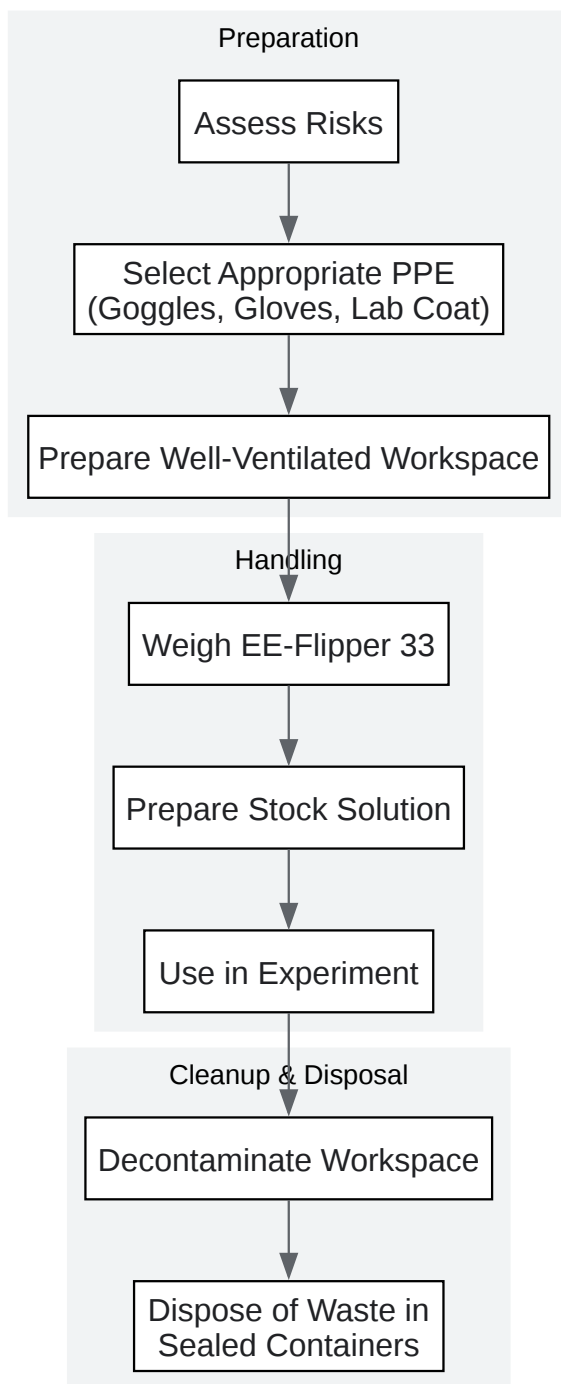 Preparation
Assess Risks
Select Appropriate PPE
(Goggles, Gloves, Lab Coat)
Prepare Well-Ventilated Workspace
Handling
Weigh EE-Flipper 33
Prepare Stock Solution
Use in Experiment
Cleanup & Disposal
Decontaminate Workspace
Dispose of Waste in
Sealed Containers